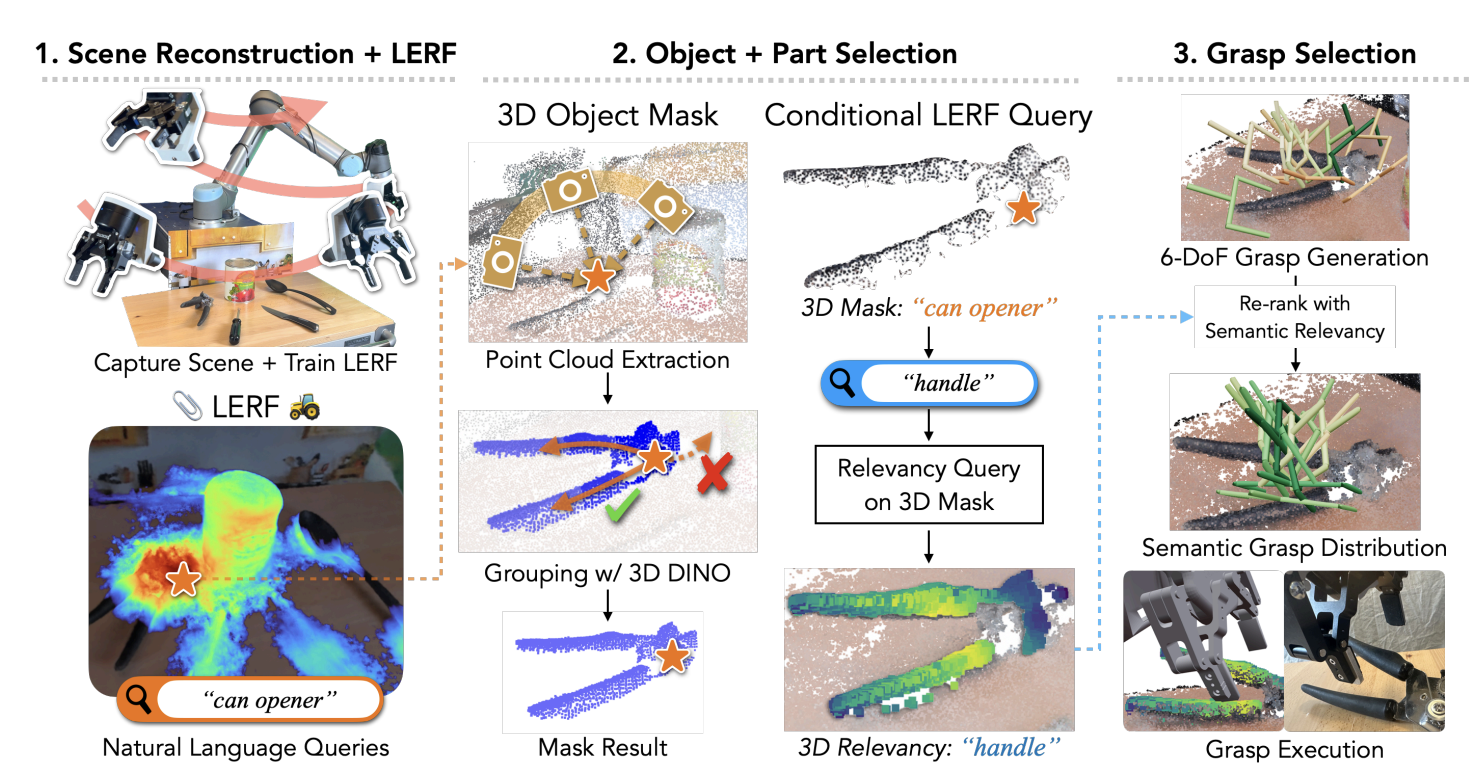 1. Scene Reconstruction + LERF
Capture Scene + Train LERF
LERF
“can opener”
Natural Language Queries
2. Object + Part Selection
3D Object Mask
Point Cloud Extraction
Grouping w/ 3D DINO
Mask Result
Conditional LERF Query
3D Mask: “can opener”
“handle”
Relevancy Query
on 3D Mask
3D Relevancy: “handle”
3. Grasp Selection
6-DoF Grasp Generation
Re-rank with
Semantic Relevancy
Semantic Grasp Distribution
Grasp Execution